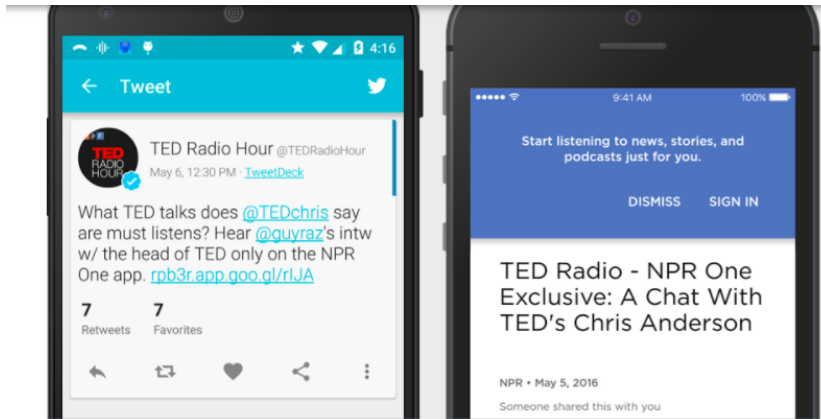 4:16
Tweet
TED
RADIO
HOUR
TED Radio Hour @TEDRadioHour
May 6, 12:30 PM · TweetDeck
What TED talks does @TEDchris say
are must listens? Hear @guyraz's intw
w/ the head of TED only on the NPR
One app. rpb3r.app.goo.gl/rIJA
7 7
Retweets Favorites
9:41 AM 100%
Start listening to news, stories, and
podcasts just for you.
DISMISS SIGN IN
TED Radio - NPR One
Exclusive: A Chat With
TED's Chris Anderson
NPR • May 5, 2016
Someone shared this with you